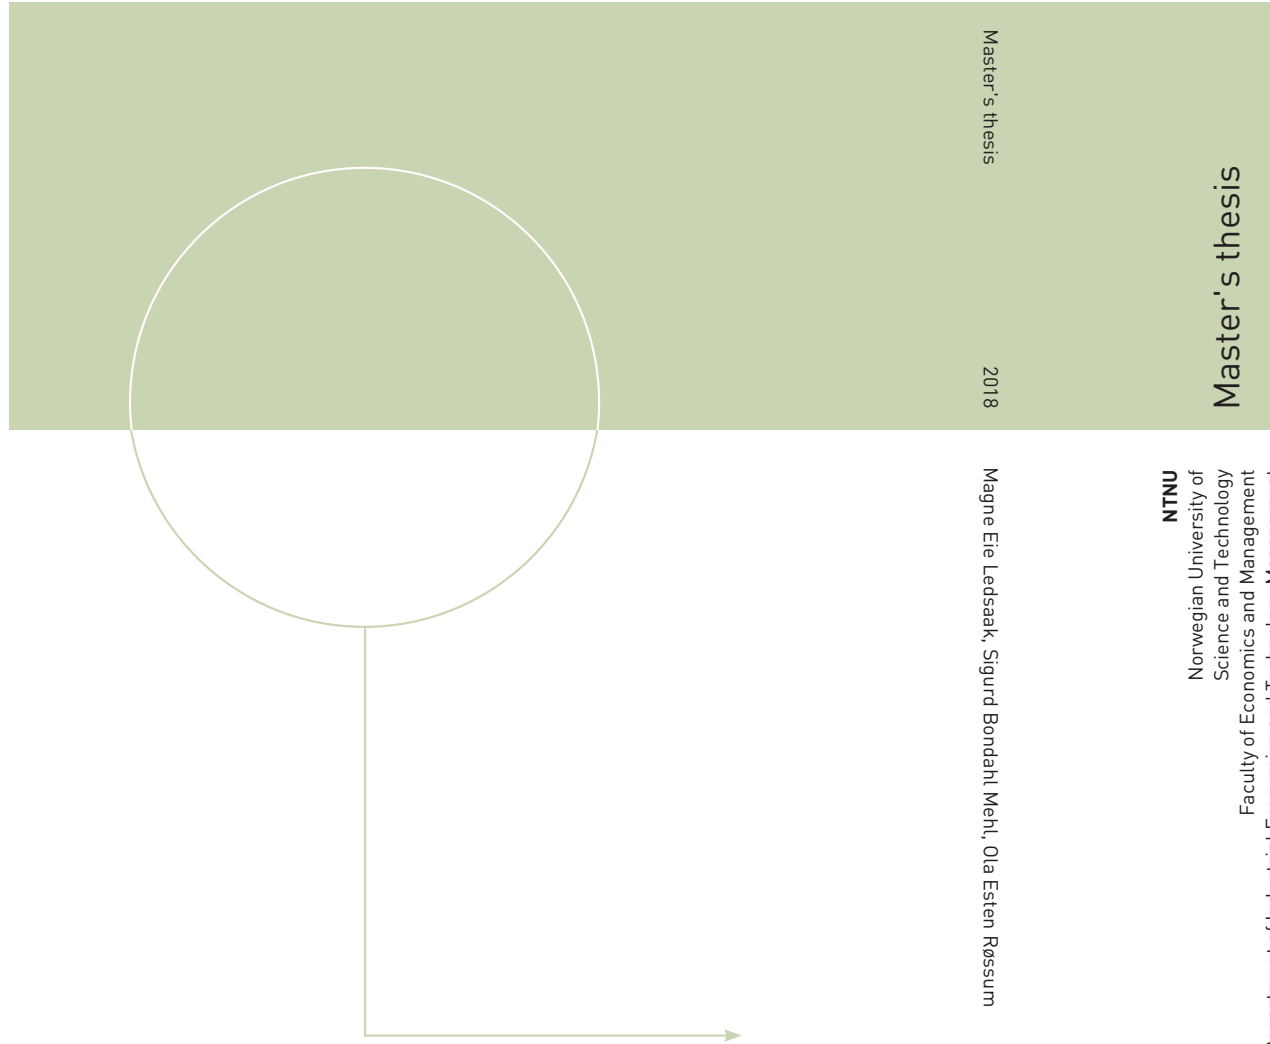 Master's thesis
2018
Magne Eie Ledsaak, Sigurd Bondahl Mehl, Ola Esten Røssum
Master's thesis
NTNU
Norwegian University of
Science and Technology
Faculty of Economics and Management